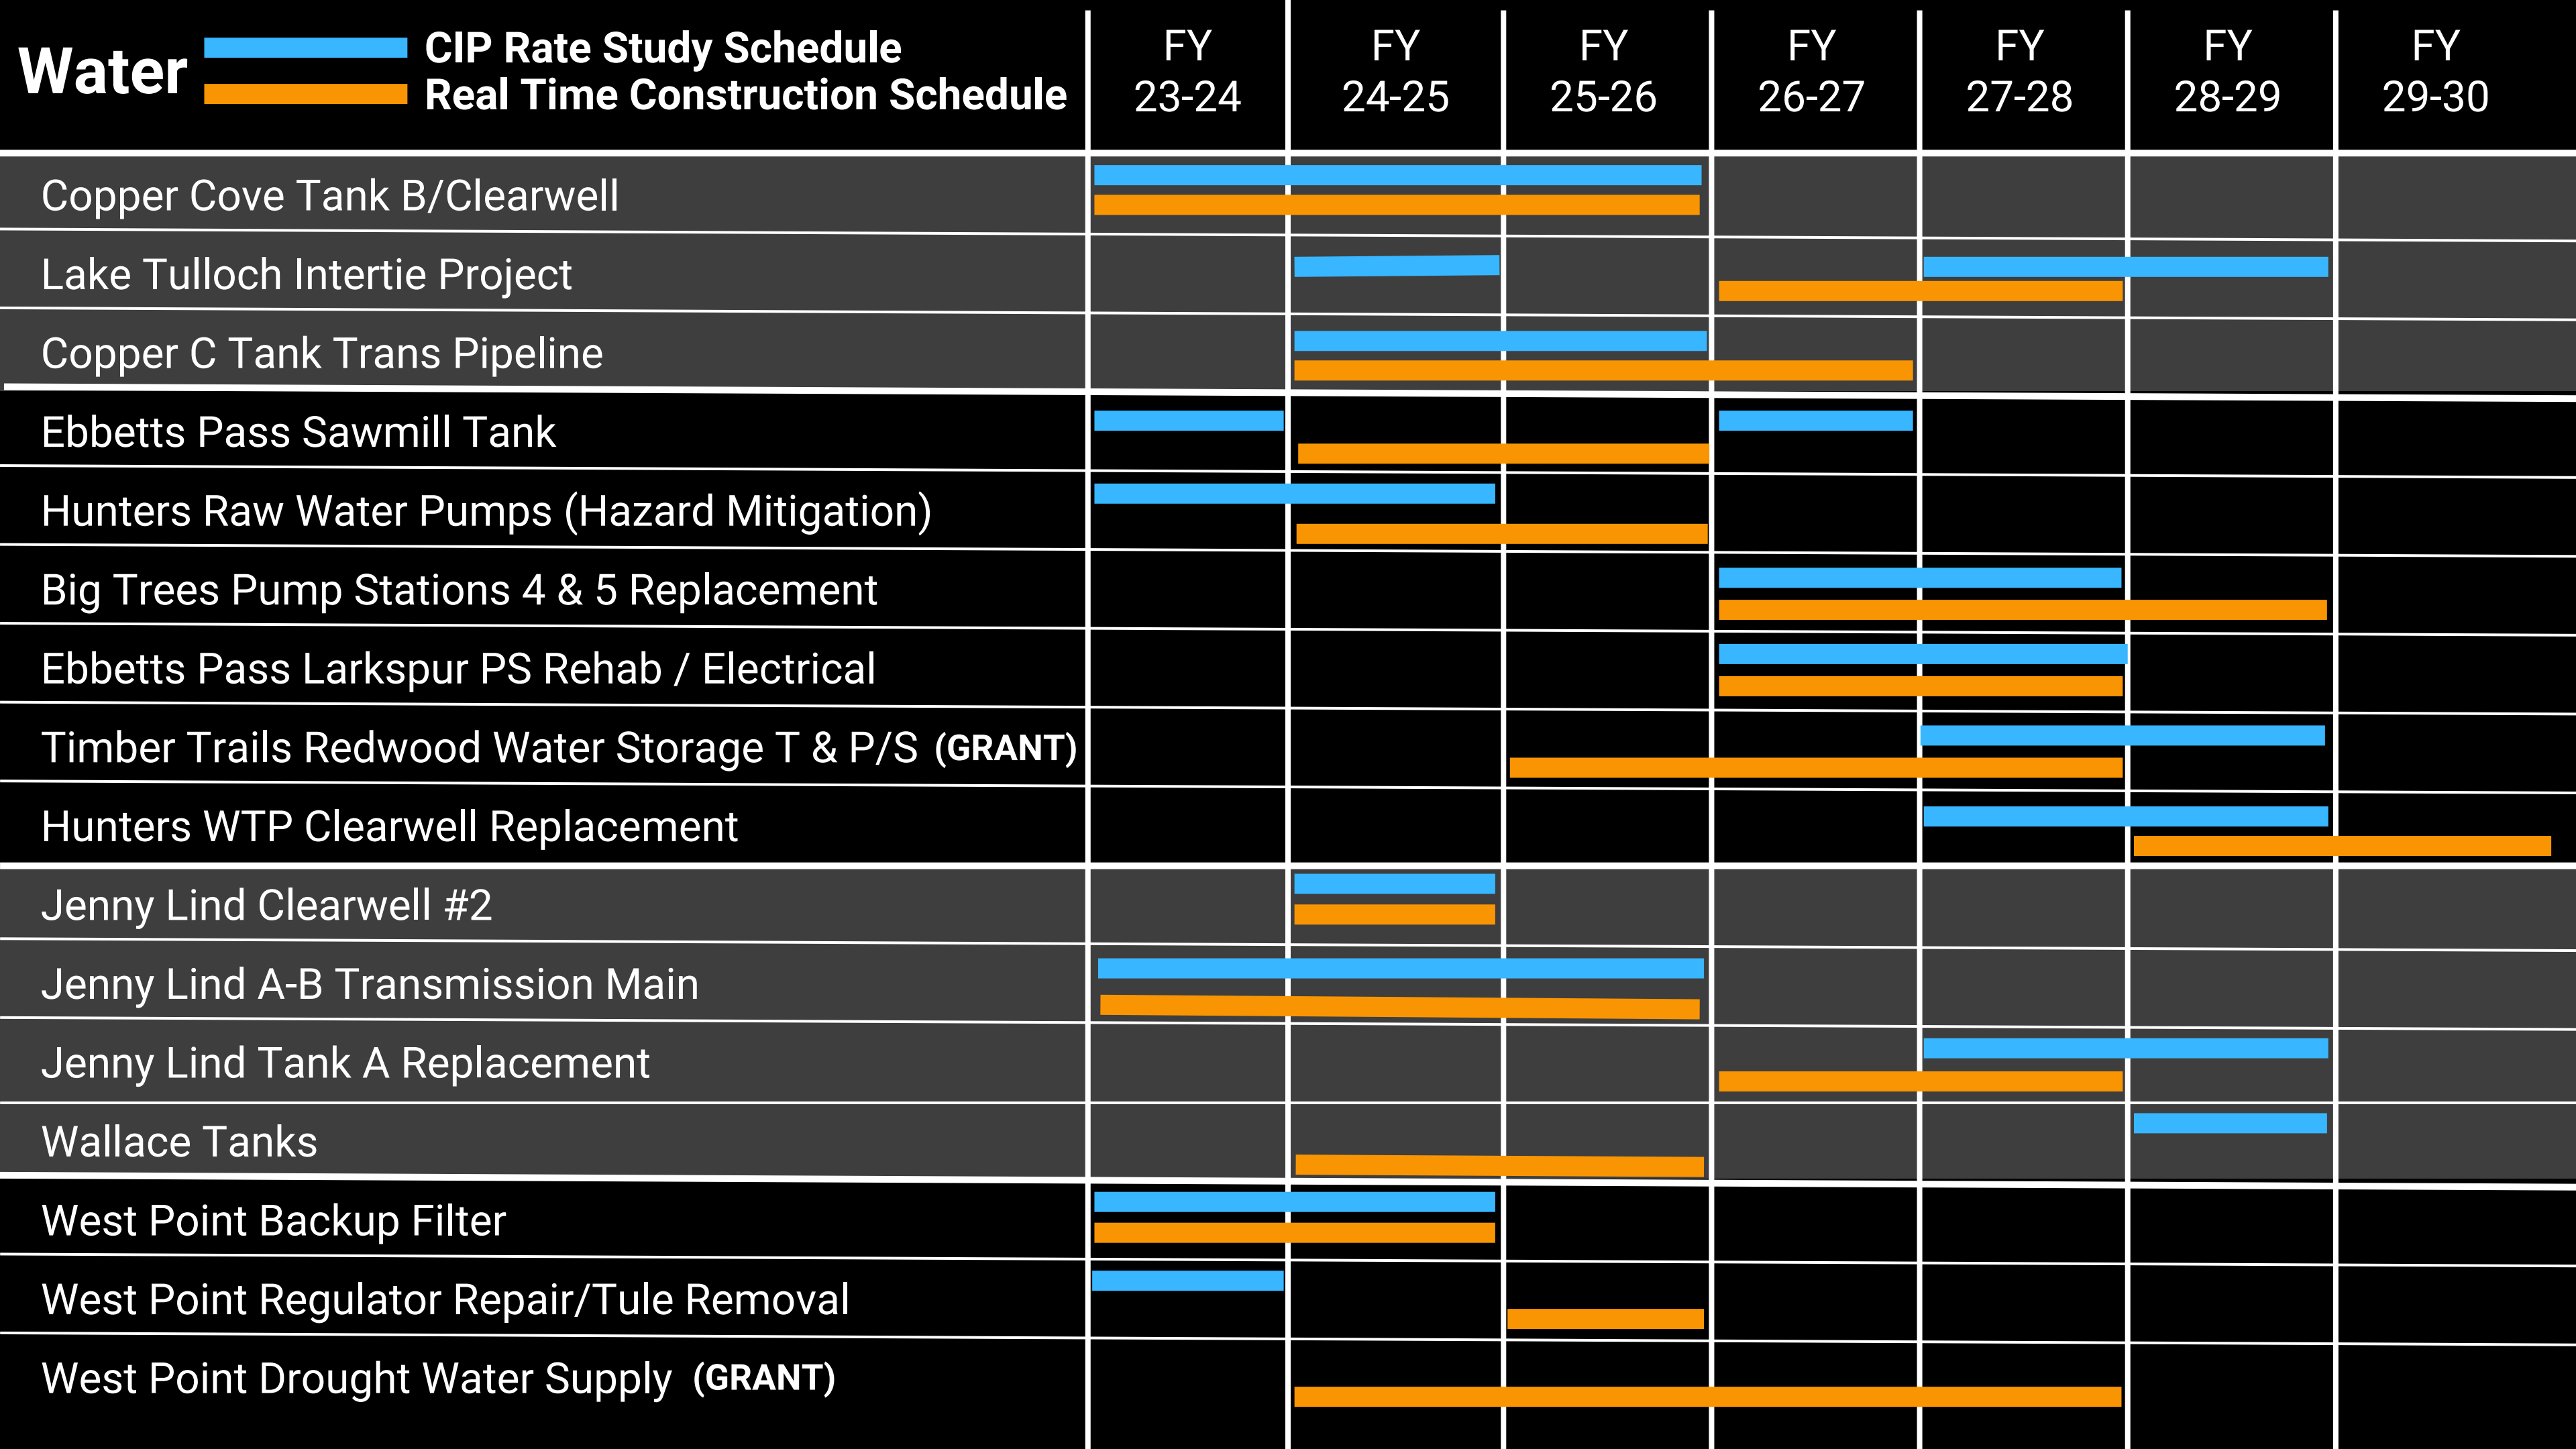 Water
CIP Rate Study Schedule
Real Time Construction Schedule
FY
23-24
FY
24-25
FY
25-26
FY
26-27
FY
27-28
FY
28-29
FY
29-30
Copper Cove Tank B/Clearwell
Lake Tulloch Intertie Project
Copper C Tank Trans Pipeline
Ebbetts Pass Sawmill Tank
Hunters Raw Water Pumps (Hazard Mitigation)
Big Trees Pump Stations 4 & 5 Replacement
Ebbetts Pass Larkspur PS Rehab / Electrical
Timber Trails Redwood Water Storage T & P/S (GRANT)
Hunters WTP Clearwell Replacement
Jenny Lind Clearwell #2
Jenny Lind A-B Transmission Main
Jenny Lind Tank A Replacement
Wallace Tanks
West Point Backup Filter
West Point Regulator Repair/Tule Removal
West Point Drought Water Supply (GRANT)